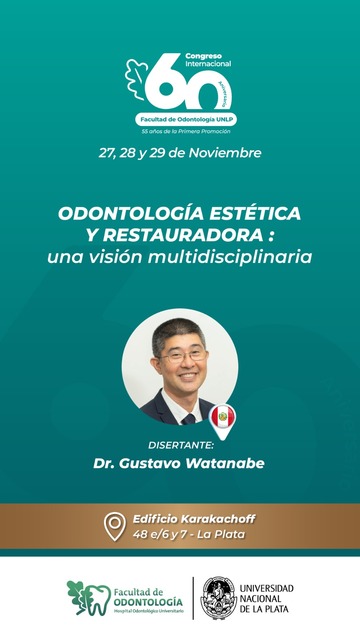 Congreso
Internacional
60
Facultad de Odontología UNLP
55 años de la Primera Promoción
27, 28 y 29 de Noviembre
ODONTOLOGÍA ESTÉTICA
Y RESTAURADORA :
una visión multidisciplinaria
DISERTANTE:
Dr. Gustavo Watanabe
Edificio Karakachoff
48 e/6 y 7 - La Plata
Facultad de
ODONTOLOGÍA
Hospital Odontológico Universitario
UNIVERSIDAD
NACIONAL
DE LA PLATA